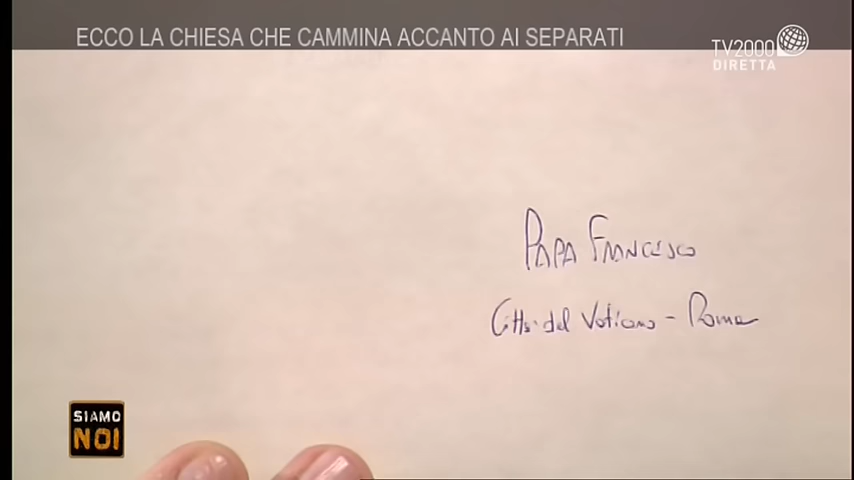 ECCO LA CHIESA CHE CAMMINA ACCANTO AI SEPARATI
TV2000
DIRETTA
PAPA FRANCESCO
Città del Vaticano - Roma
SIAMO
NOI